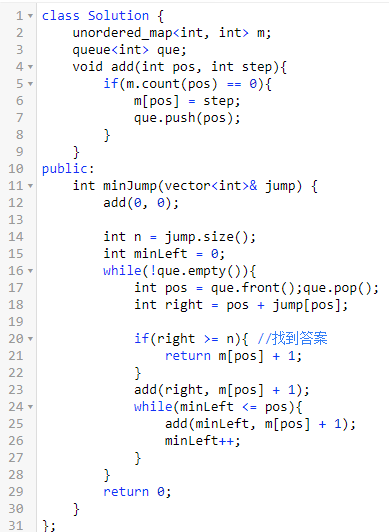 1 class Solution {
2     unordered_map<int, int> m;
3     queue<int> que;
4     void add(int pos, int step){
5         if(m.count(pos) == 0){
6             m[pos] = step;
7             que.push(pos);
8         }
9     }
10 public:
11     int minJump(vector<int>& jump) {
12         add(0, 0);
13
14         int n = jump.size();
15         int minLeft = 0;
16         while(!que.empty()){
17             int pos = que.front();que.pop();
18             int right = pos + jump[pos];
19
20             if(right >= n){ //找到答案
21                 return m[pos] + 1;
22             }
23             add(right, m[pos] + 1);
24             while(minLeft <= pos){
25                 add(minLeft, m[pos] + 1);
26                 minLeft++;
27             }
28         }
29         return 0;
30     }
31 };